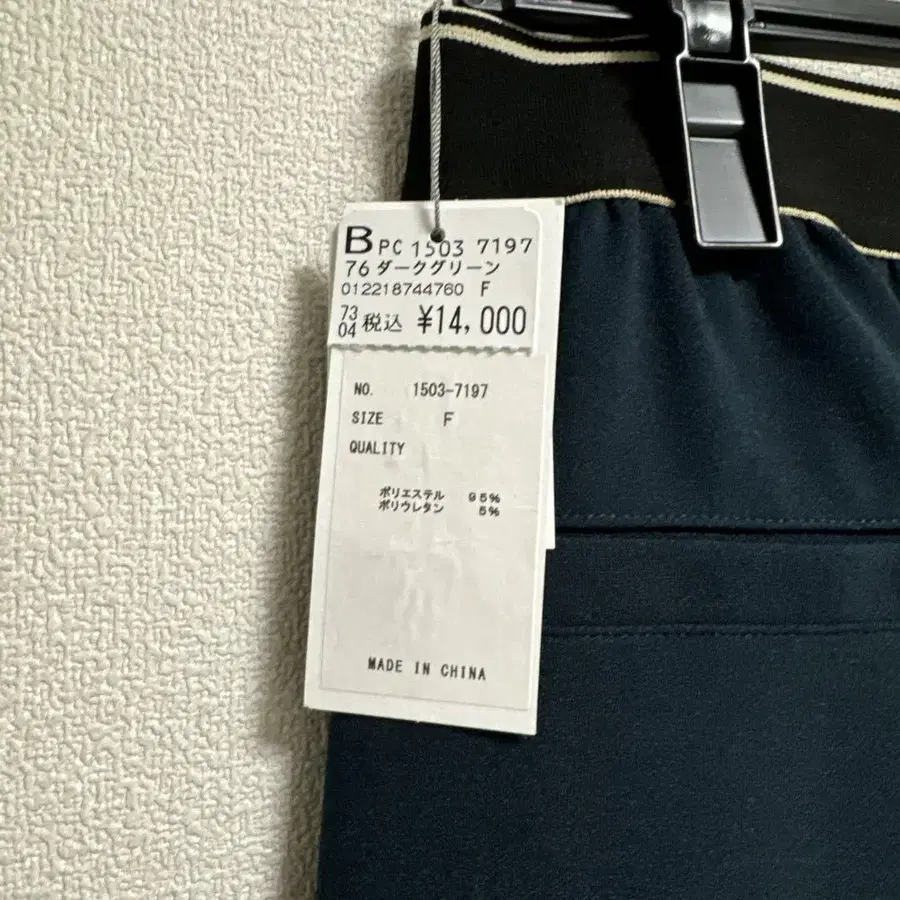 B PC 1503 7197
76 ダークグリーン
012218744760 F
73
04 税込 ¥14,000
NO. 1503-7197
SIZE F
QUALITY
ポリエステル 95%
ポリウレタン 5%
MADE IN CHINA